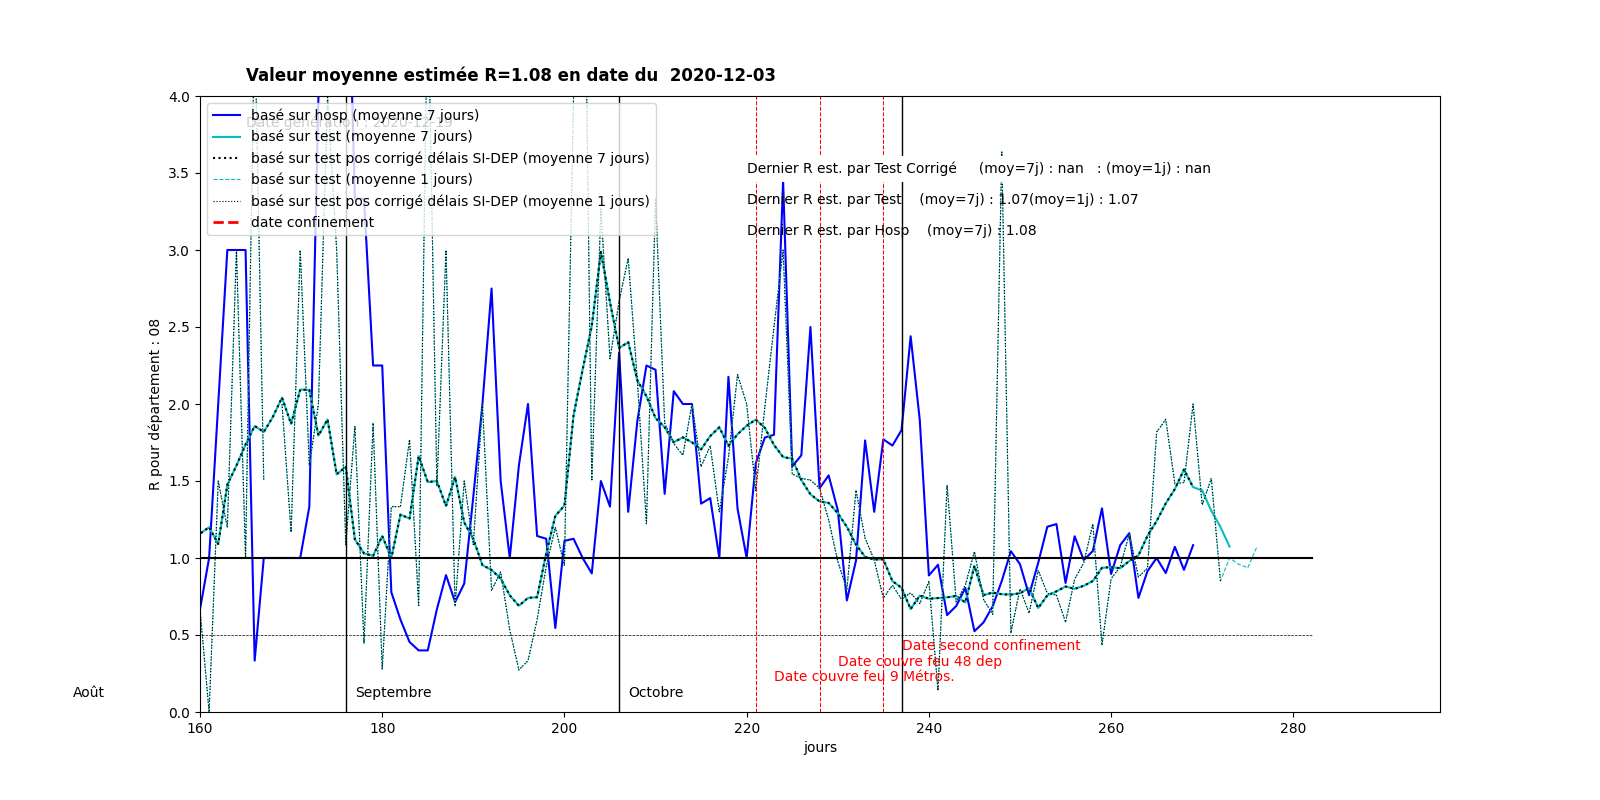 Valeur moyenne estimée R=1.08 en date du  2020-12-03
4.0
3.5
3.0
2.5
2.0
1.5
1.0
0.5
0.0
R pour département : 08
basé sur hosp (moyenne 7 jours)
basé sur test (moyenne 7 jours)
basé sur test pos corrigé délais SI-DEP (moyenne 7 jours)
basé sur test (moyenne 1 jours)
basé sur test pos corrigé délais SI-DEP (moyenne 1 jours)
date confinement
Dernier R est. par Test Corrigé     (moy=7j) : nan   : (moy=1j) : nan
Dernier R est. par Test    (moy=7j) : 1.07(moy=1j) : 1.07
Dernier R est. par Hosp    (moy=7j) : 1.08
Date second confinement
Date couvre feu 48 dep
Date couvre feu 9 Métros.
Août
Septembre
Octobre
160
180
200
220
240
260
280
jours